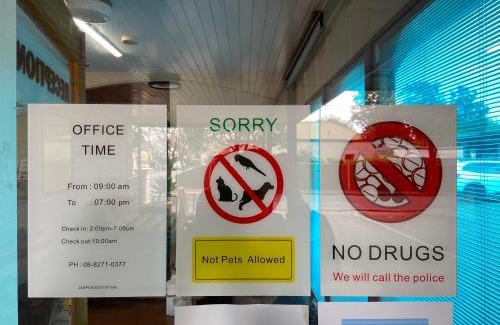 RECEPTION
OFFICE
TIME
From : 09:00 am
To : 07:00 pm
Check in: 2:00pm-7:00pm
Check out:10:00am
PH : 08-8271-0377
SORRY
Not Pets Allowed
NO DRUGS
We will call the police